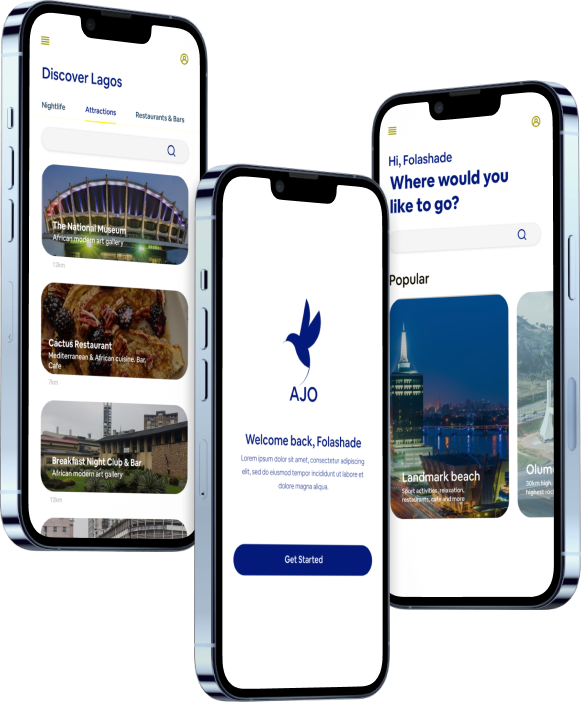 Discover Lagos
Nightlife
Attractions
Restaurants & Bars
The National Museum
African modern art gallery
12km
Cactus Restaurant
Mediterranean & African cuisine. Bar,
Cafe
7km
Breakfast Night Club & Bar
African modern art gallery
12km
AJO
Welcome back, Folashade
Lorem ipsum dolor sit amet, consectetur adipiscing
elit, sed do eiusmod tempor incididunt ut labore et
dolore magna aliqua.
Get Started
Hi, Folashade
Where would you
like to go?
Popular
Landmark beach
Sport activities, relaxation,
restaurants, cafe and more
Olum
30km high,
highest roc